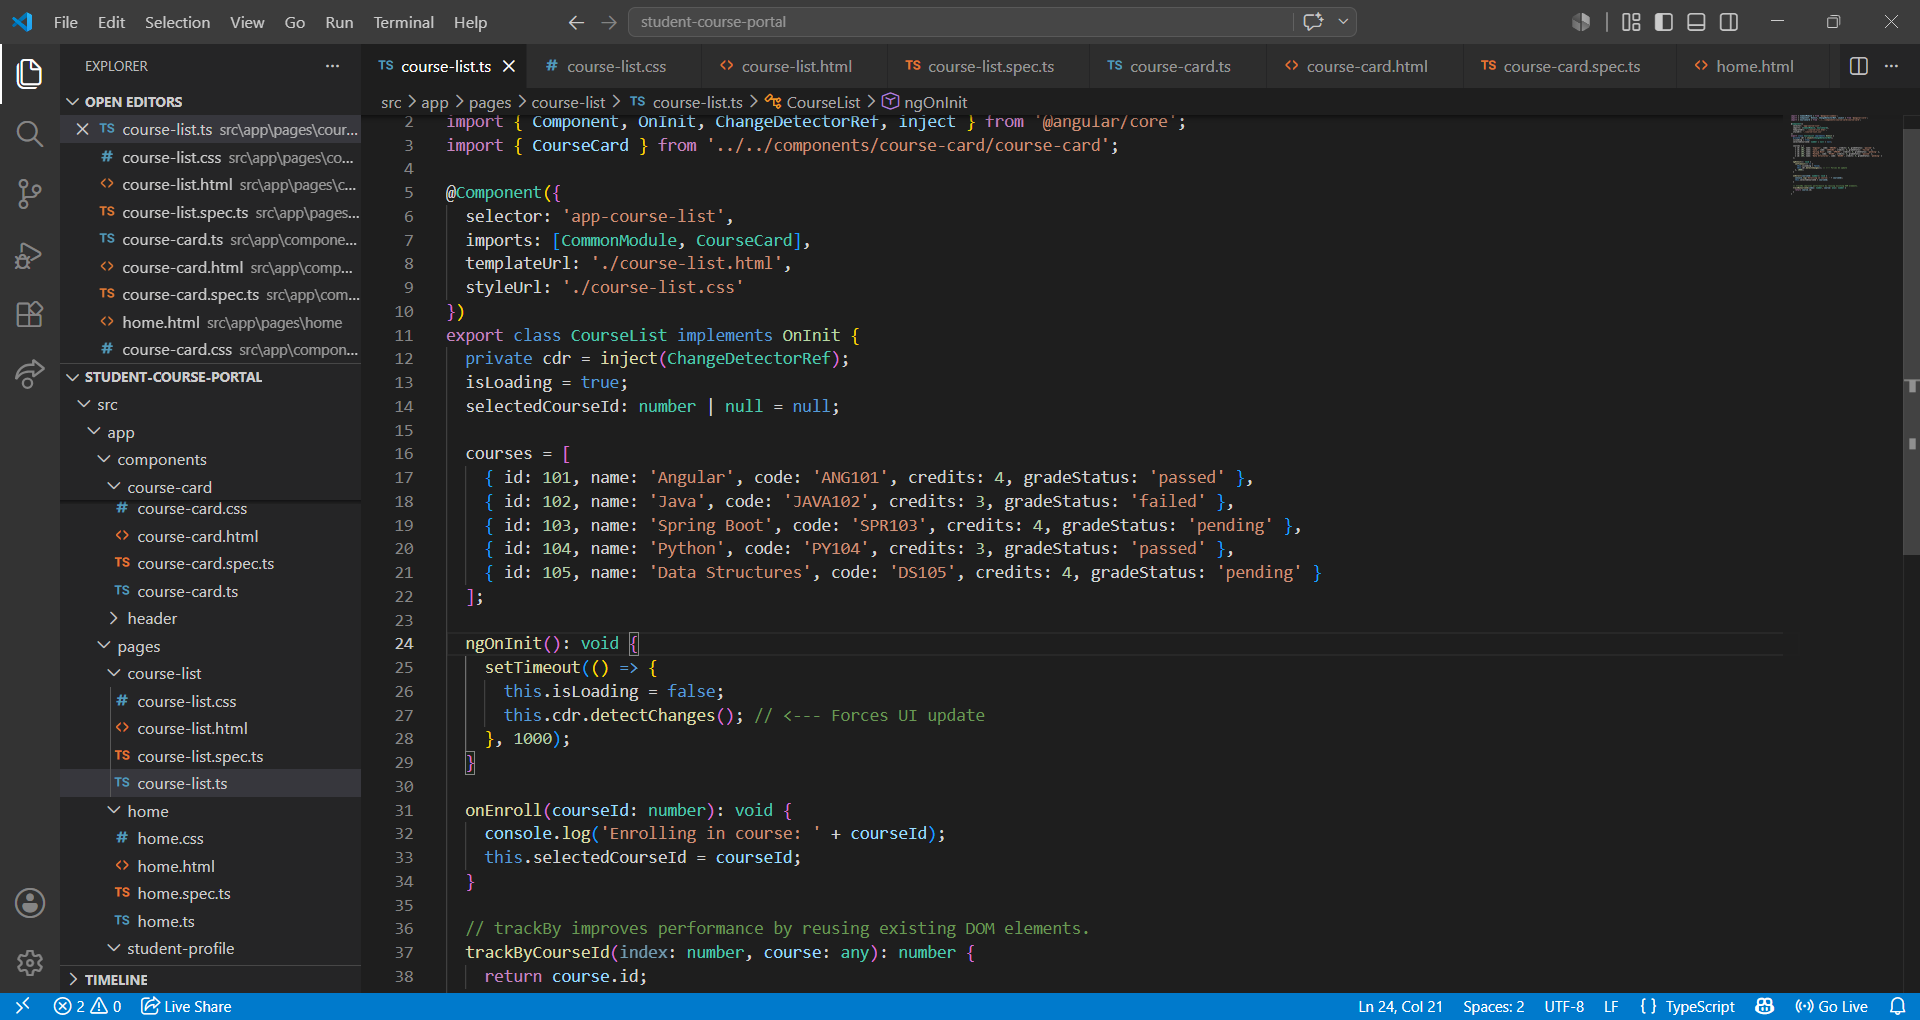 File Edit Selection View Go Run Terminal Help
student-course-portal
EXPLORER
OPEN EDITORS
TS course-list.ts src\app\pages\cour...
# course-list.css src\app\pages\co...
<> course-list.html src\app\pages\c...
TS course-list.spec.ts src\app\pages...
TS course-card.ts src\app\compone...
<> course-card.html src\app\comp...
TS course-card.spec.ts src\app\com...
<> home.html src\app\pages\home
# course-card.css src\app\compon...
STUDENT-COURSE-PORTAL
src
app
components
course-card
# course-card.css
<> course-card.html
TS course-card.spec.ts
TS course-card.ts
header
pages
course-list
# course-list.css
<> course-list.html
TS course-list.spec.ts
TS course-list.ts
home
# home.css
<> home.html
TS home.spec.ts
TS home.ts
student-profile
TIMELINE
TS course-list.ts # course-list.css <> course-list.html TS course-list.spec.ts TS course-card.ts <> course-card.html TS course-card.spec.ts <> home.html
src > app > pages > course-list > TS course-list.ts > CourseList > ngOnInit
2 import { Component, OnInit, ChangeDetectorRef, inject } from '@angular/core';
3 import { CourseCard } from '../../components/course-card/course-card';
4
5 @Component({
6 selector: 'app-course-list',
7 imports: [CommonModule, CourseCard],
8 templateUrl: './course-list.html',
9 styleUrl: './course-list.css'
10 })
11 export class CourseList implements OnInit {
12 private cdr = inject(ChangeDetectorRef);
13 isLoading = true;
14 selectedCourseId: number | null = null;
15
16 courses = [
17 { id: 101, name: 'Angular', code: 'ANG101', credits: 4, gradeStatus: 'passed' },
18 { id: 102, name: 'Java', code: 'JAVA102', credits: 3, gradeStatus: 'failed' },
19 { id: 103, name: 'Spring Boot', code: 'SPR103', credits: 4, gradeStatus: 'pending' },
20 { id: 104, name: 'Python', code: 'PY104', credits: 3, gradeStatus: 'passed' },
21 { id: 105, name: 'Data Structures', code: 'DS105', credits: 4, gradeStatus: 'pending' }
22 ];
23
24 ngOnInit(): void {
25 setTimeout(() => {
26 this.isLoading = false;
27 this.cdr.detectChanges(); // <--- Forces UI update
28 }, 1000);
29 }
30
31 onEnroll(courseId: number): void {
32 console.log('Enrolling in course: ' + courseId);
33 this.selectedCourseId = courseId;
34 }
35
36 // trackBy improves performance by reusing existing DOM elements.
37 trackByCourseId(index: number, course: any): number {
38 return course.id;
2 0 Live Share
Ln 24, Col 21 Spaces: 2 UTF-8 LF {} TypeScript Go Live